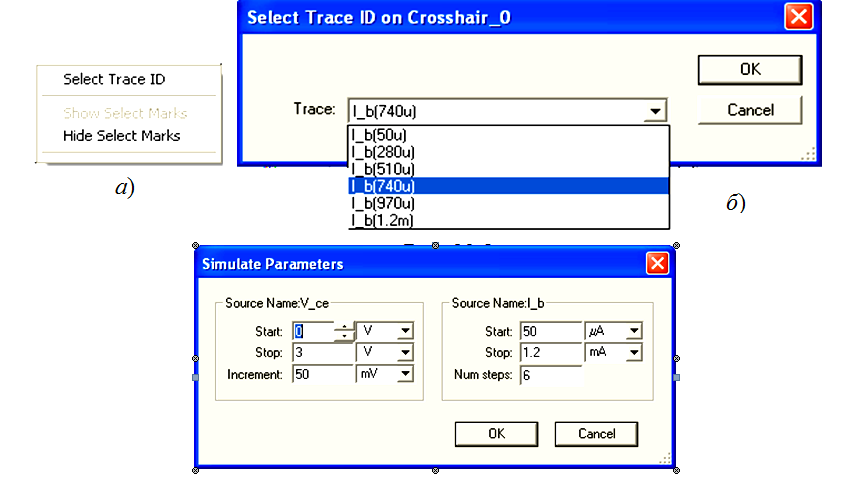 Select Trace ID on Crosshair_0
OK
Select Trace ID
Trace: I_b(740u)
Cancel
Show Select Marks
Hide Select Marks
I_b(50u)
I_b(280u)
I_b(510u)
I_b(740u)
I_b(970u)
I_b(1.2m)
а)
б)
Simulate Parameters
Source Name:V_ce
Start: 0 V
Stop: 3 V
Increment: 50 mV
Source Name:I_b
Start: 50 µA
Stop: 1.2 mA
Num steps: 6
OK
Cancel